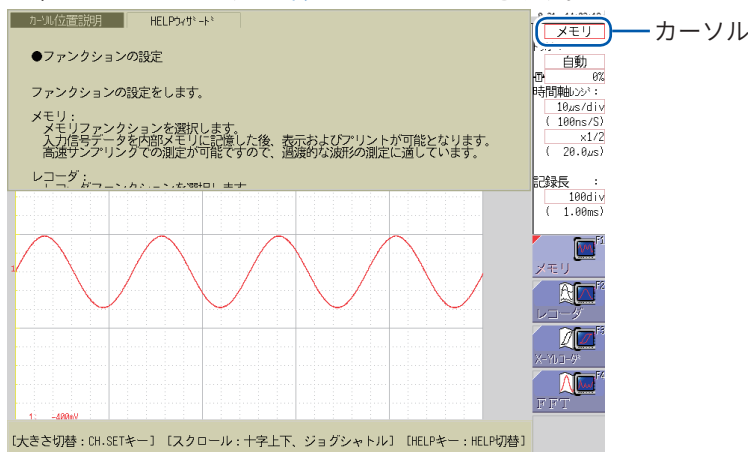 カーソル位置説明 HELPウィザード
●ファンクションの設定
ファンクションの設定をします。
メモリ：
メモリファンクションを選択します。
入力信号データを内部メモリに記憶した後、表示およびプリントが可能となります。
高速サンプリングでの測定が可能ですので、過渡的な波形の測定に適しています。
レコーダ：
1
1: -400mV
[大きさ切替：CH.SETキー] [スクロール：十字上下、ジョグシャトル] [HELPキー：HELP切替]
メモリ
カーソル
自動
0%
時間軸ﾚﾝｼﾞ:
10μs/div
( 100ns/S)
×1/2
( 20.0μs)
記録長 :
100div
( 1.00ms)
F1
メモリ
F2
レコーダ
F3
X-Yﾚｺｰﾀﾞ
F4
FFT